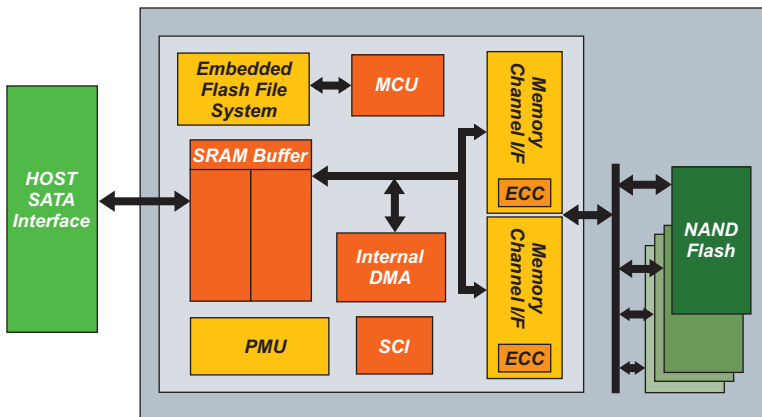 HOST
SATA
Interface
Embedded
Flash File
System
MCU
SRAM Buffer
Internal
DMA
PMU
SCI
Memory
Channel I/F
ECC
Memory
Channel I/F
ECC
NAND
Flash